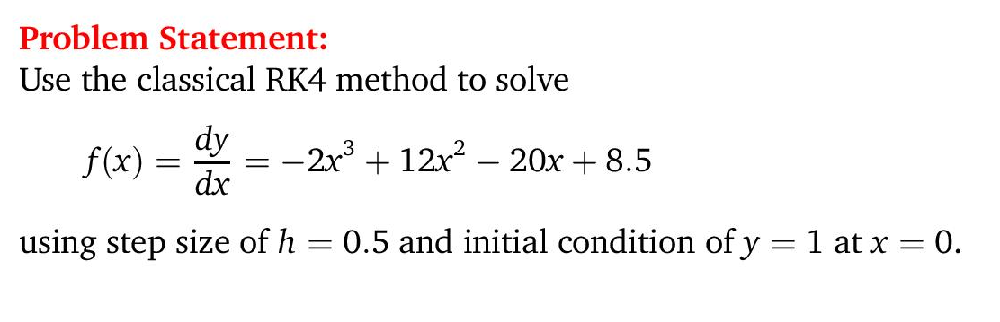 Problem Statement:
Use the classical RK4 method to solve
f(x) = dy/dx = −2x³ + 12x² − 20x + 8.5
using step size of h = 0.5 and initial condition of y = 1 at x = 0.